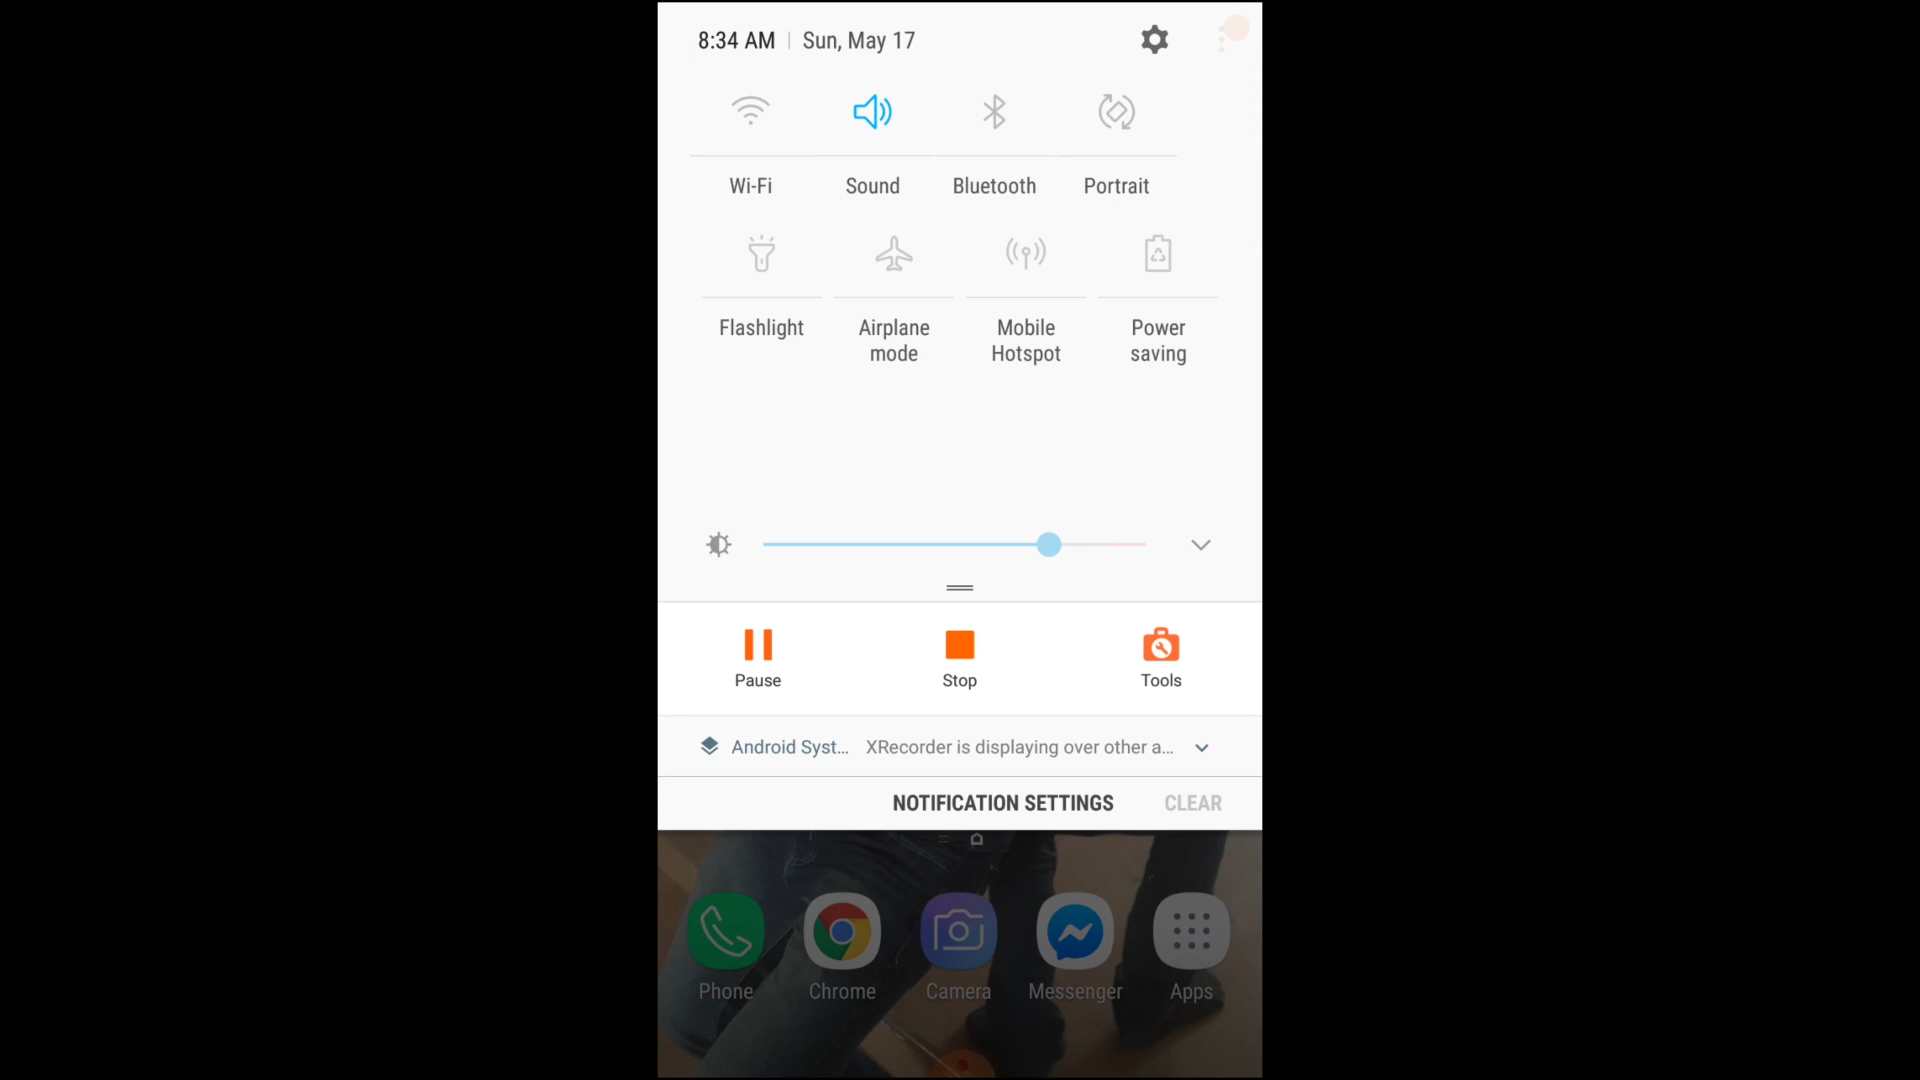 8:34 AM | Sun, May 17
Wi-Fi Sound Bluetooth Portrait
Flashlight Airplane mode Mobile Hotspot Power saving
Pause Stop Tools
Android Syst... XRecorder is displaying over other a...
NOTIFICATION SETTINGS CLEAR
Phone Chrome Camera Messenger Apps